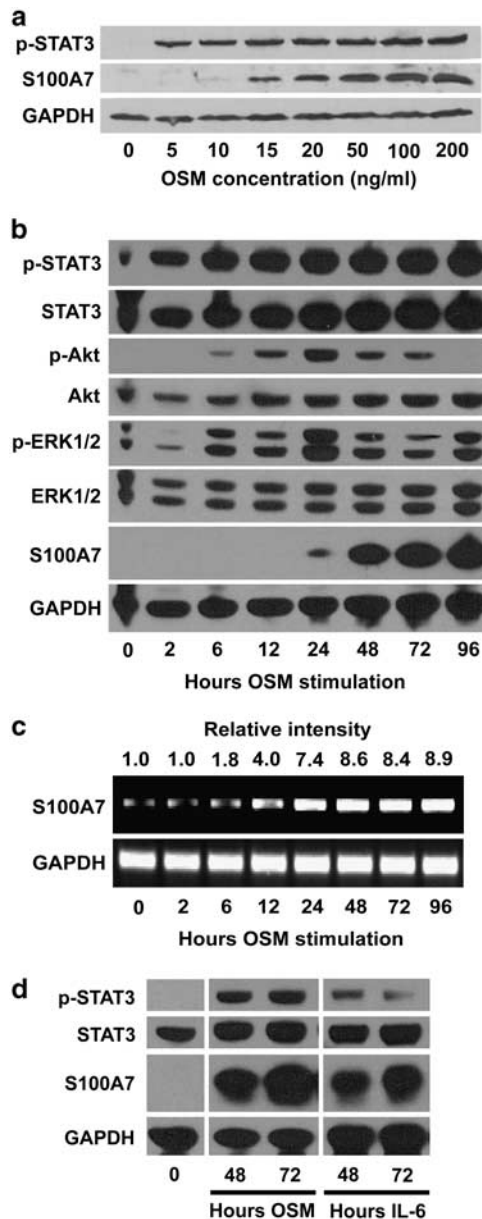 a
p-STAT3
S100A7
GAPDH
0 5 10 15 20 50 100 200
OSM concentration (ng/ml)
b
p-STAT3
STAT3
p-Akt
Akt
p-ERK1/2
ERK1/2
S100A7
GAPDH
0 2 6 12 24 48 72 96
Hours OSM stimulation
c
Relative intensity
1.0 1.0 1.8 4.0 7.4 8.6 8.4 8.9
S100A7
GAPDH
0 2 6 12 24 48 72 96
Hours OSM stimulation
d
p-STAT3
STAT3
S100A7
GAPDH
0 48 72 48 72
Hours OSM Hours IL-6